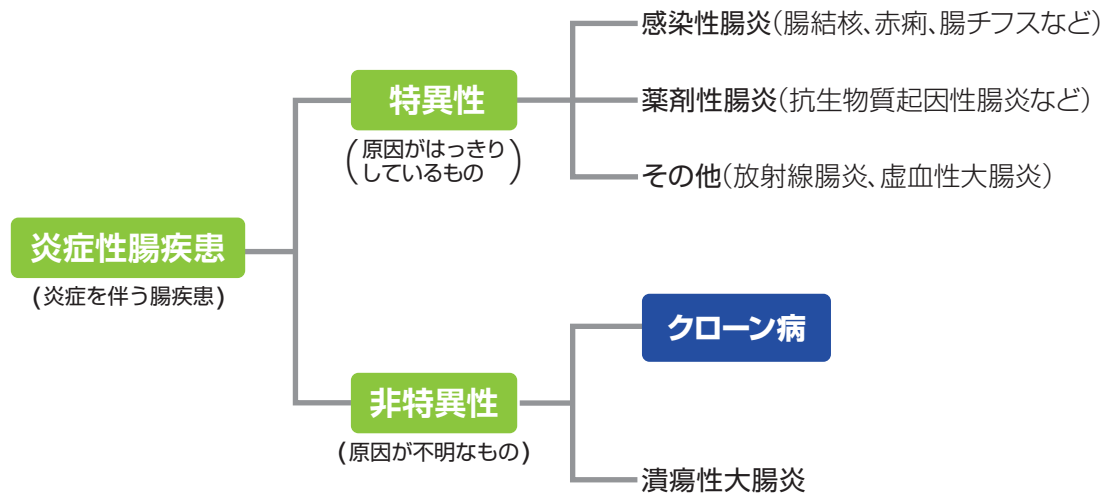 感染性腸炎(腸結核、赤痢、腸チフスなど)
特異性
薬剤性腸炎(抗生物質起因性腸炎など)
(原因がはっきり
しているもの)
その他(放射線腸炎、虚血性大腸炎)
炎症性腸疾患
(炎症を伴う腸疾患)
クローン病
非特異性
(原因が不明なもの)
潰瘍性大腸炎